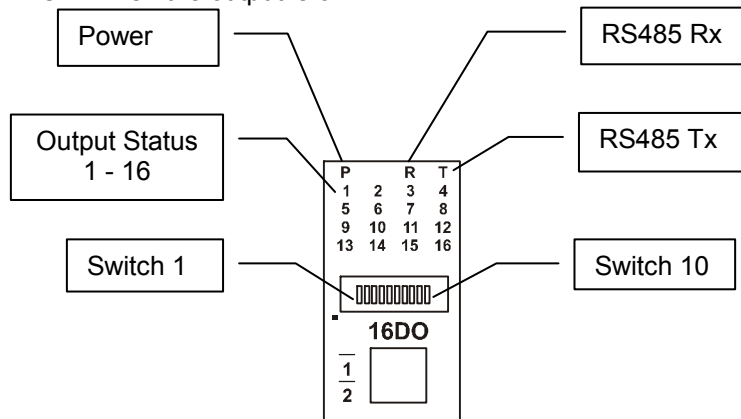 Power
RS485 Rx
Output Status
1 - 16
RS485 Tx
P R T
1 2 3 4
5 6 7 8
9 10 11 12
13 14 15 16
Switch 1
Switch 10
16DO
1
2